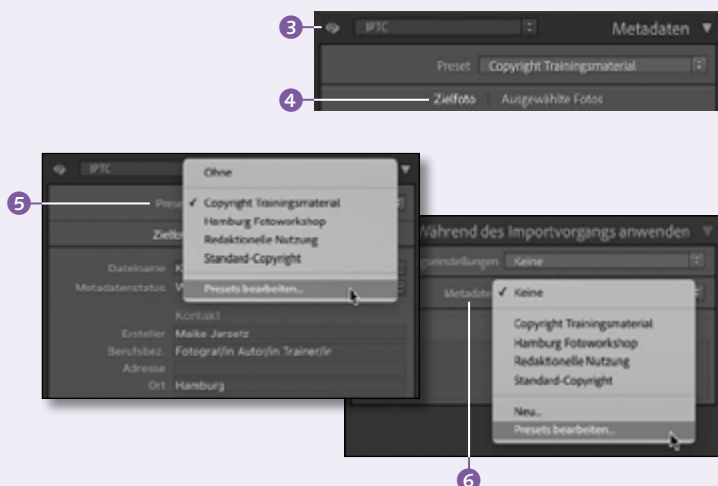 3
IPTC
Metadaten
Preset Copyright Trainingsmaterial
4
Zielfoto | Ausgewählte Fotos
5
IPTC
Ohne
Copyright Trainingsmaterial
Hamburg Fotoworkshop
Redaktionelle Nutzung
Standard-Copyright
Presets bearbeiten...
Dateiname
Metadatenstatus
Kontakt
Ersteller Maike Jarsetz
Berufsbez. Fotograf/in Autor/in Trainer/in
Adresse
Ort Hamburg
Während des Importvorgangs anwenden
Keine
Keine
Copyright Trainingsmaterial
Hamburg Fotoworkshop
Redaktionelle Nutzung
Standard-Copyright
Neu...
Presets bearbeiten...
6